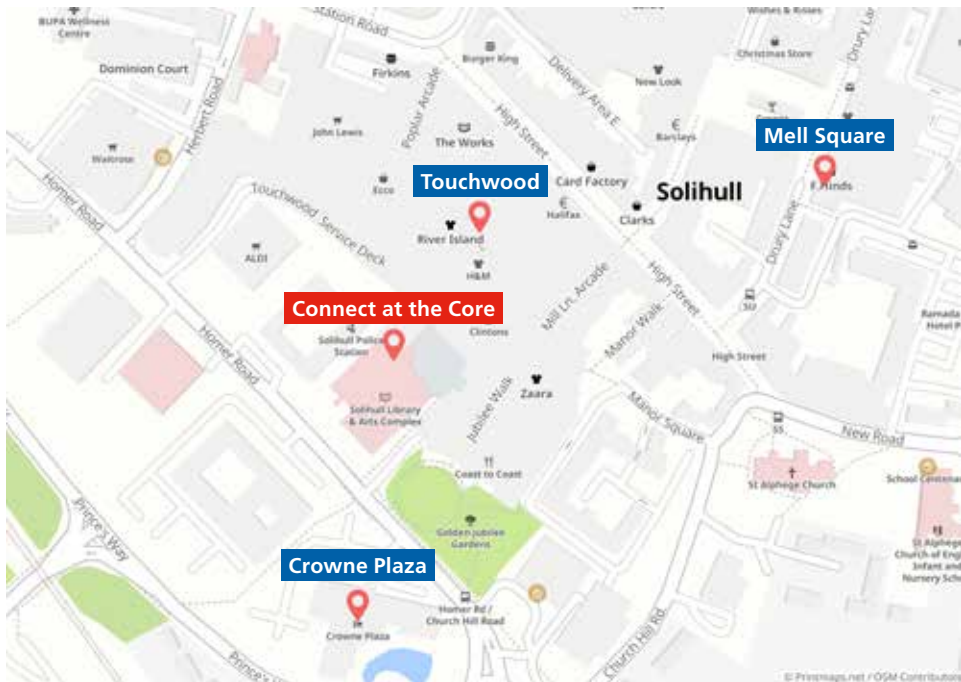 BUPA Wellness
Centre
Station Road
Wishes & Kisses
Drury Lane
Dominion Court
Firkins
Burger King
Delivery Area E
Christmas Store
New Look
Herbert Road
Poplar Arcade
High Street
John Lewis
The Works
Barclays
Mell Square
Waitrose
Touchwood
Card Factory
Solihull
F.Hinds
Ecco
Homer Road
Touchwood Service Deck
Halifax
Clarks
River Island
Drury Lane
ALDI
H&M
Mill Ln. Arcade
High Street
SU
Connect at the Core
Ramada
Solihull Police
Station
Clintons
Manor Walk
High Street
Homer Road
Zaara
Solihull Library
& Arts Complex
Jubilee Walk
Manor Square
SS
New Road
Coast to Coast
St Alphege Church
Prince's Way
Golden Jubilee
Gardens
St Alphege
Church of
Infant and
Nursery
Crowne Plaza
Homer Rd /
Church Hill Road
Crowne Plaza
Church Hill Rd
© Printmaps.net / OSM Contributors